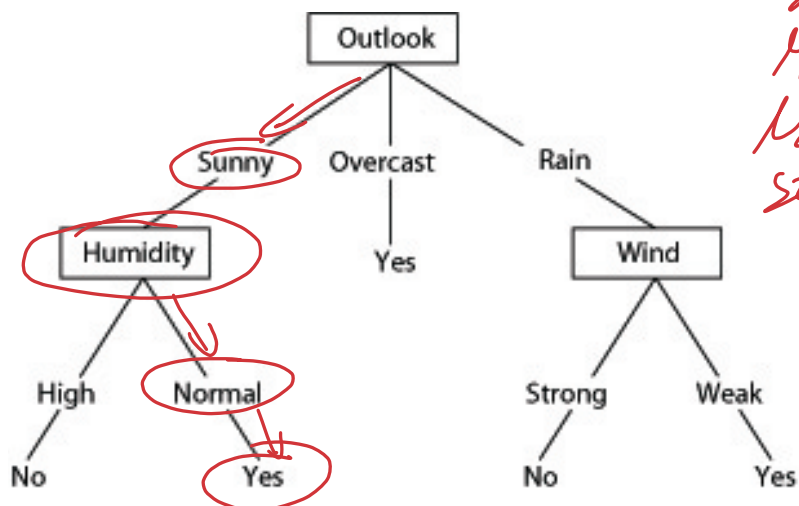 Outlook
Sunny Overcast Rain
Humidity Yes Wind
High Normal Strong Weak
No Yes No Yes